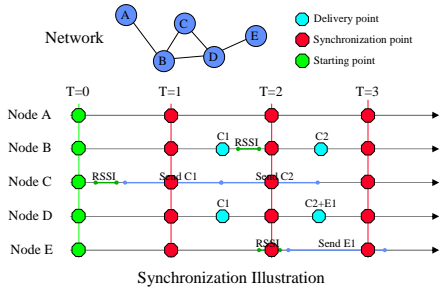 Network
A
B
C
D
E
Delivery point
Synchronization point
Starting point
T=0 T=1 T=2 T=3
Node A
Node B C1 RSSI C2
Node C RSSI Send C1 Send C2
Node D C1 C2+E1
Node E RSSI Send E1
Synchronization Illustration